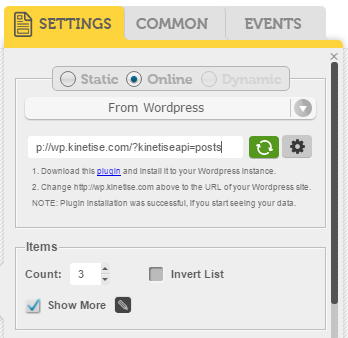 SETTINGS COMMON EVENTS
Static Online Dynamic
From Wordpress
p://wp.kinetise.com/?kinetiseapi=posts
1. Download this plugin and install it to your Wordpress instance.
2. Change http://wp.kinetise.com above to the URL of your Wordpress site.
NOTE: Plugin installation was successful, if you start seeing your data.
Items
Count: 3 Invert List
Show More